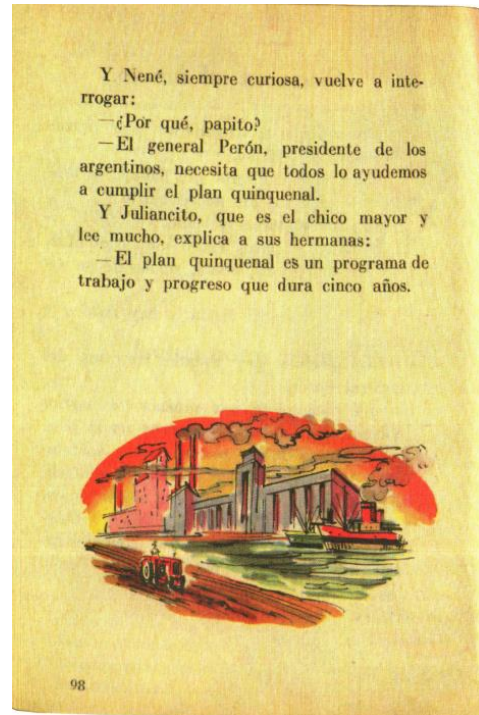 Y Nené, siempre curiosa, vuelve a inte-
rrogar:
—¿Por qué, papito?
—El general Perón, presidente de los
argentinos, necesita que todos lo ayudemos
a cumplir el plan quinquenal.
Y Juliancito, que es el chico mayor y
lee mucho, explica a sus hermanas:
—El plan quinquenal es un programa de
trabajo y progreso que dura cinco años.
98